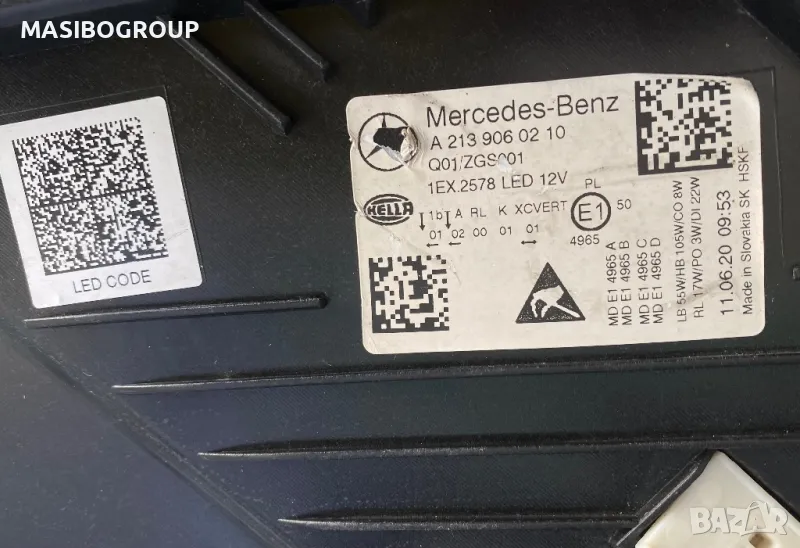 MASIBOGROUP
LED CODE
Mercedes-Benz
A 213 906 02 10
Q01/ZGS001
1EX.2578 LED 12V
HELLA
1b A RL K XCVERT
01 02 00 01 01
PL
E1 50
4965
MD E1 4965 A
MD E1 4965 B
MD E1 4965 C
MD E1 4965 D
LB 55W/HB 105W/CO 8W
RL 17W/PO 3W/DI 22W
11.06.20 09:53
Made in Slovakia SK HSKF
BAZAR